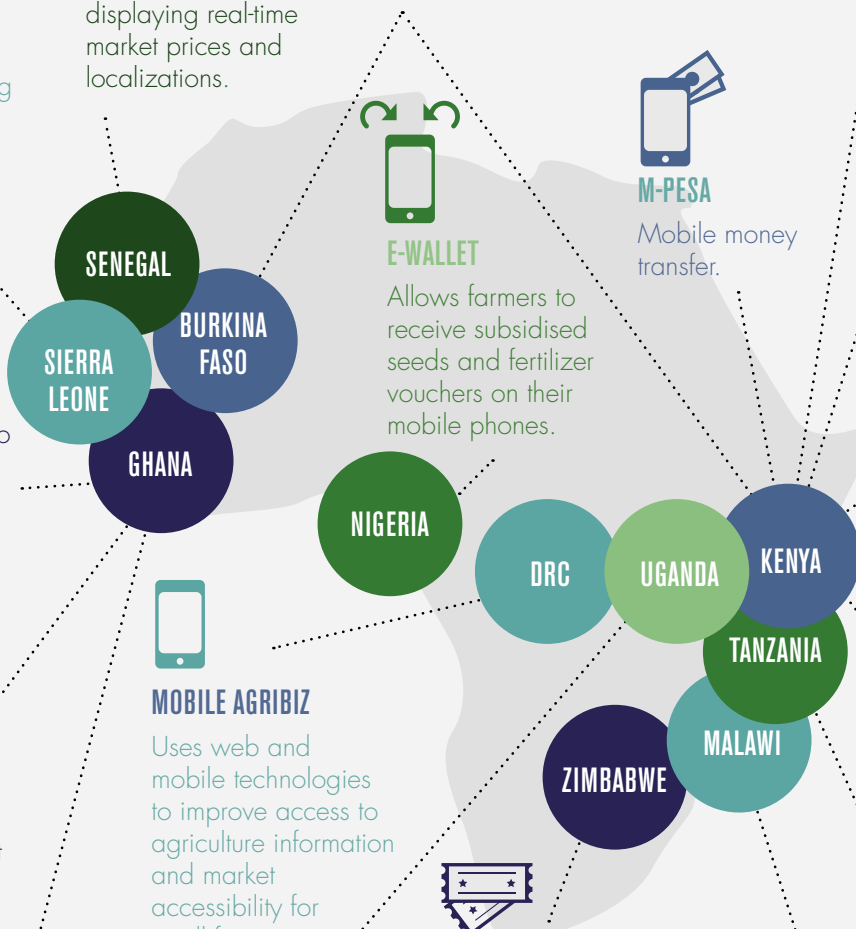 displaying real-time
market prices and
localizations.
g
M-PESA
Mobile money
transfer.
E-WALLET
Allows farmers to
receive subsidised
seeds and fertilizer
vouchers on their
mobile phones.
SENEGAL
BURKINA
FASO
SIERRA
LEONE
GHANA
NIGERIA
DRC
UGANDA
KENYA
TANZANIA
MALAWI
ZIMBABWE
MOBILE AGRIBIZ
Uses web and
mobile technologies
to improve access to
agriculture information
and market
accessibility for